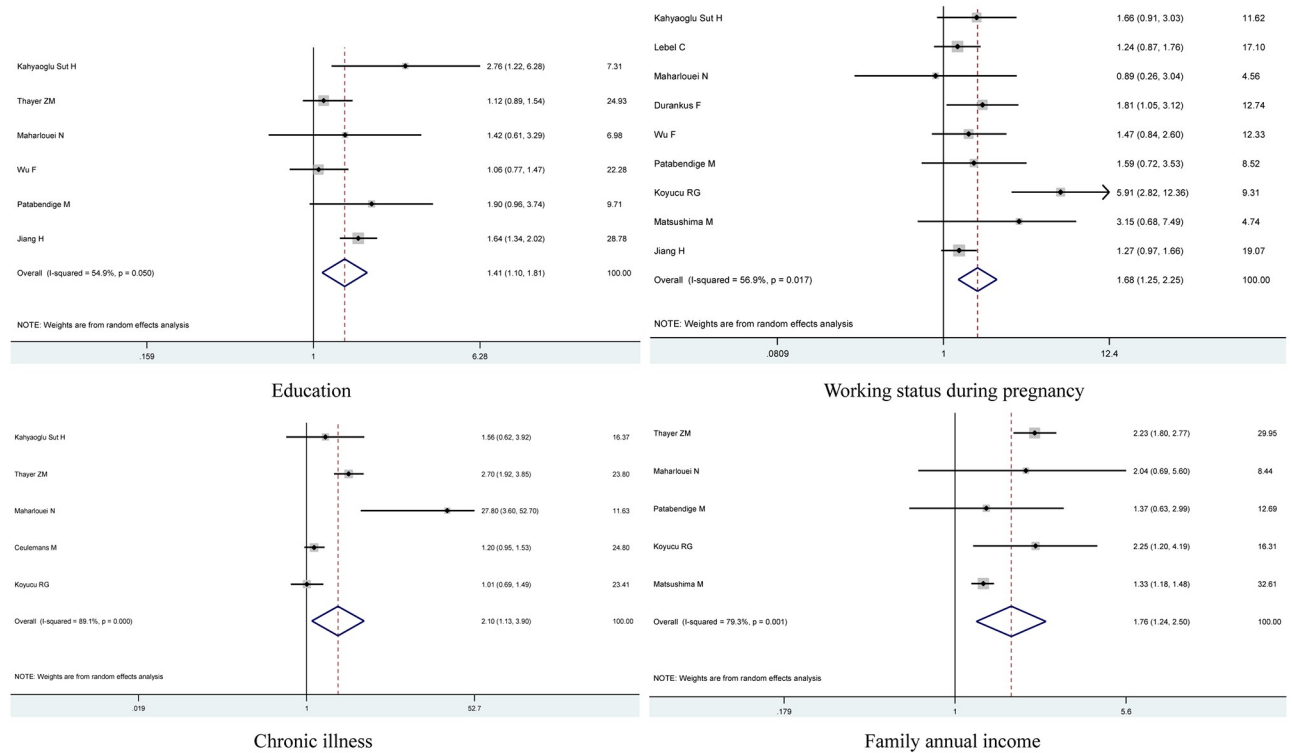 Kahyaoglu Sut H 2.76 (1.22, 6.28) 7.31
Thayer ZM 1.12 (0.89, 1.54) 24.93
Maharlouei N 1.42 (0.61, 3.29) 6.98
Wu F 1.06 (0.77, 1.47) 22.28
Patabendige M 1.90 (0.96, 3.74) 9.71
Jiang H 1.64 (1.34, 2.02) 28.78
Overall (I-squared = 54.9%, p = 0.050) 1.41 (1.10, 1.81) 100.00
NOTE: Weights are from random effects analysis
.159 1 6.28
Education
Kahyaoglu Sut H 1.66 (0.91, 3.03) 11.62
Lebel C 1.24 (0.87, 1.76) 17.10
Maharlouei N 0.89 (0.26, 3.04) 4.56
Durankus F 1.81 (1.05, 3.12) 12.74
Wu F 1.47 (0.84, 2.60) 12.33
Patabendige M 1.59 (0.72, 3.53) 8.52
Koyucu RG 5.91 (2.82, 12.36) 9.31
Matsushima M 3.15 (0.68, 7.49) 4.74
Jiang H 1.27 (0.97, 1.66) 19.07
Overall (I-squared = 56.9%, p = 0.017) 1.68 (1.25, 2.25) 100.00
NOTE: Weights are from random effects analysis
.0809 1 12.4
Working status during pregnancy
Kahyaoglu Sut H 1.56 (0.62, 3.92) 16.37
Thayer ZM 2.70 (1.92, 3.85) 23.80
Maharlouei N 27.80 (3.60, 52.70) 11.63
Ceulemans M 1.20 (0.95, 1.53) 24.80
Koyucu RG 1.01 (0.69, 1.49) 23.41
Overall (I-squared = 89.1%, p = 0.000) 2.10 (1.13, 3.90) 100.00
NOTE: Weights are from random effects analysis
.019 1 52.7
Chronic illness
Thayer ZM 2.23 (1.80, 2.77) 29.95
Maharlouei N 2.04 (0.69, 5.60) 8.44
Patabendige M 1.37 (0.63, 2.99) 12.69
Koyucu RG 2.25 (1.20, 4.19) 16.31
Matsushima M 1.33 (1.18, 1.48) 32.61
Overall (I-squared = 79.3%, p = 0.001) 1.76 (1.24, 2.50) 100.00
NOTE: Weights are from random effects analysis
.179 1 5.6
Family annual income